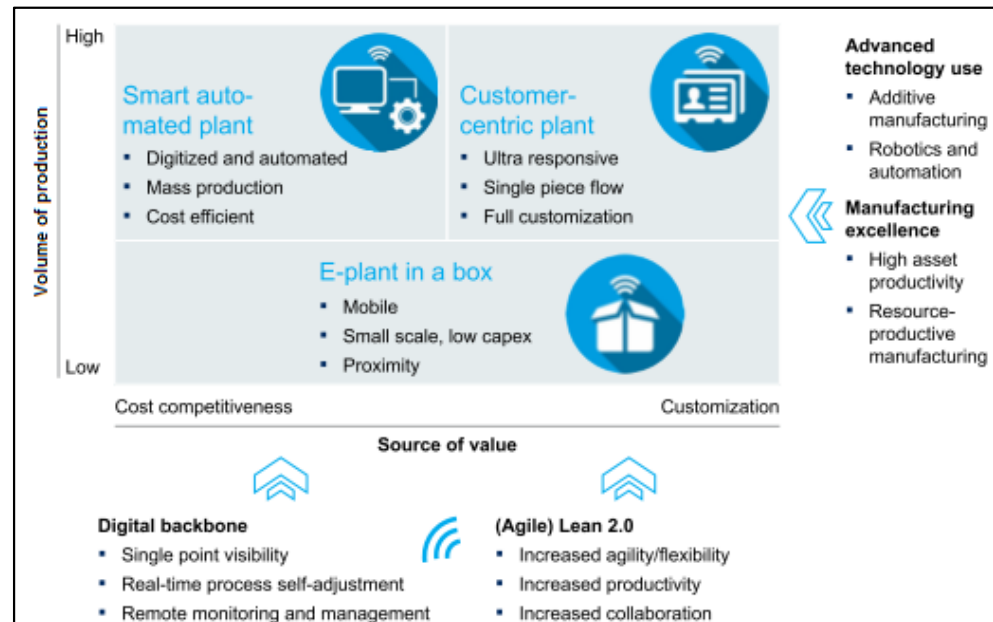 High
Volume of production
Low
Smart auto-
mated plant
▪ Digitized and automated
▪ Mass production
▪ Cost efficient
Customer-
centric plant
▪ Ultra responsive
▪ Single piece flow
▪ Full customization
E-plant in a box
▪ Mobile
▪ Small scale, low capex
▪ Proximity
Cost competitiveness
Customization
Source of value
Advanced
technology use
▪ Additive
manufacturing
▪ Robotics and
automation
Manufacturing
excellence
▪ High asset
productivity
▪ Resource-
productive
manufacturing
Digital backbone
▪ Single point visibility
▪ Real-time process self-adjustment
▪ Remote monitoring and management
(Agile) Lean 2.0
▪ Increased agility/flexibility
▪ Increased productivity
▪ Increased collaboration